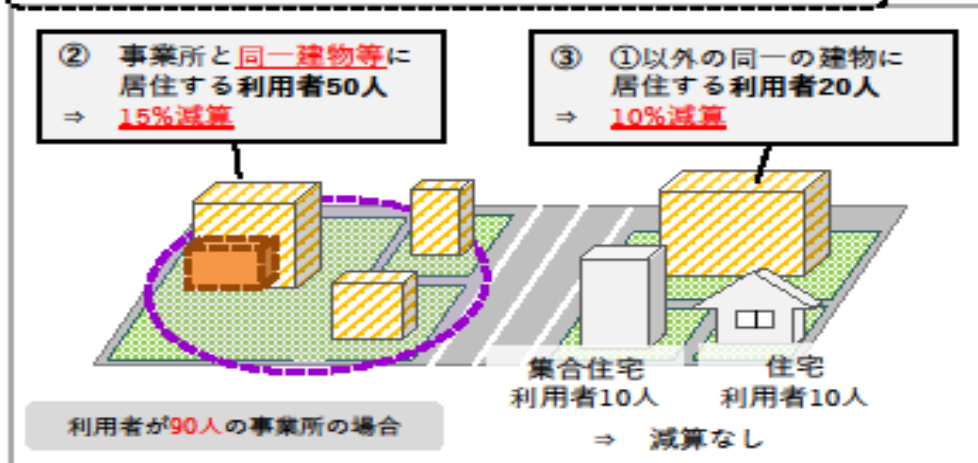 ② 事業所と同一建物等に
居住する利用者50人
⇒ 15%減算
③ ①以外の同一の建物に
居住する利用者20人
⇒ 10%減算
集合住宅
利用者10人
住宅
利用者10人
⇒ 減算なし
利用者が90人の事業所の場合